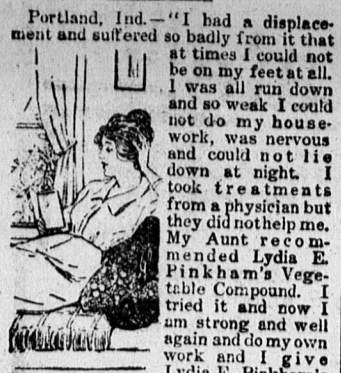 Portland, Ind.—"I had a displace-
ment and suffered so badly from it that
at times I could not
be on my feet at all.
I was all run down
and so weak I could
not do my house-
work, was nervous
and could not lie
down at night. I
took treatments
from a physician but
they did not help me.
My Aunt recom-
mended Lydia E.
Pinkham's Vege-
table Compound. I
tried it and now I
am strong and well
again and do my own
work and I give
Lydia E. Pinkham's